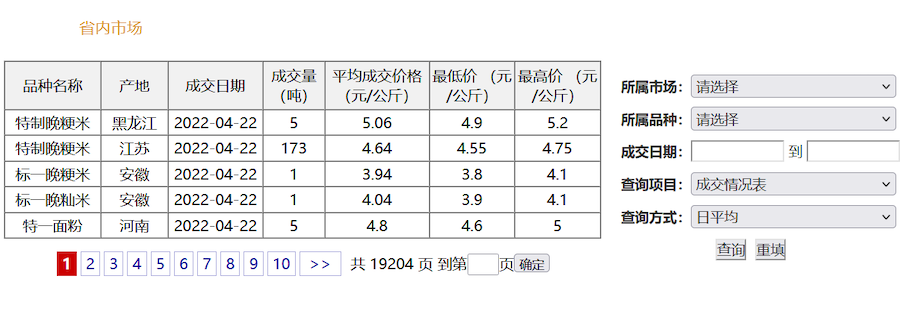 省内市场
品种名称 产地 成交日期 成交量（吨） 平均成交价格（元/公斤） 最低价 （元/公斤） 最高价 （元/公斤）
特制晚粳米 黑龙江 2022-04-22 5 5.06 4.9 5.2
特制晚粳米 江苏 2022-04-22 173 4.64 4.55 4.75
标一晚粳米 安徽 2022-04-22 1 3.94 3.8 4.1
标一晚籼米 安徽 2022-04-22 1 4.04 3.9 4.1
特一面粉 河南 2022-04-22 5 4.8 4.6 5
1 2 3 4 5 6 7 8 9 10 >> 共 19204 页 到第 页 确定
所属市场: 请选择
所属品种: 请选择
成交日期: 到
查询项目: 成交情况表
查询方式: 日平均
查询 重填